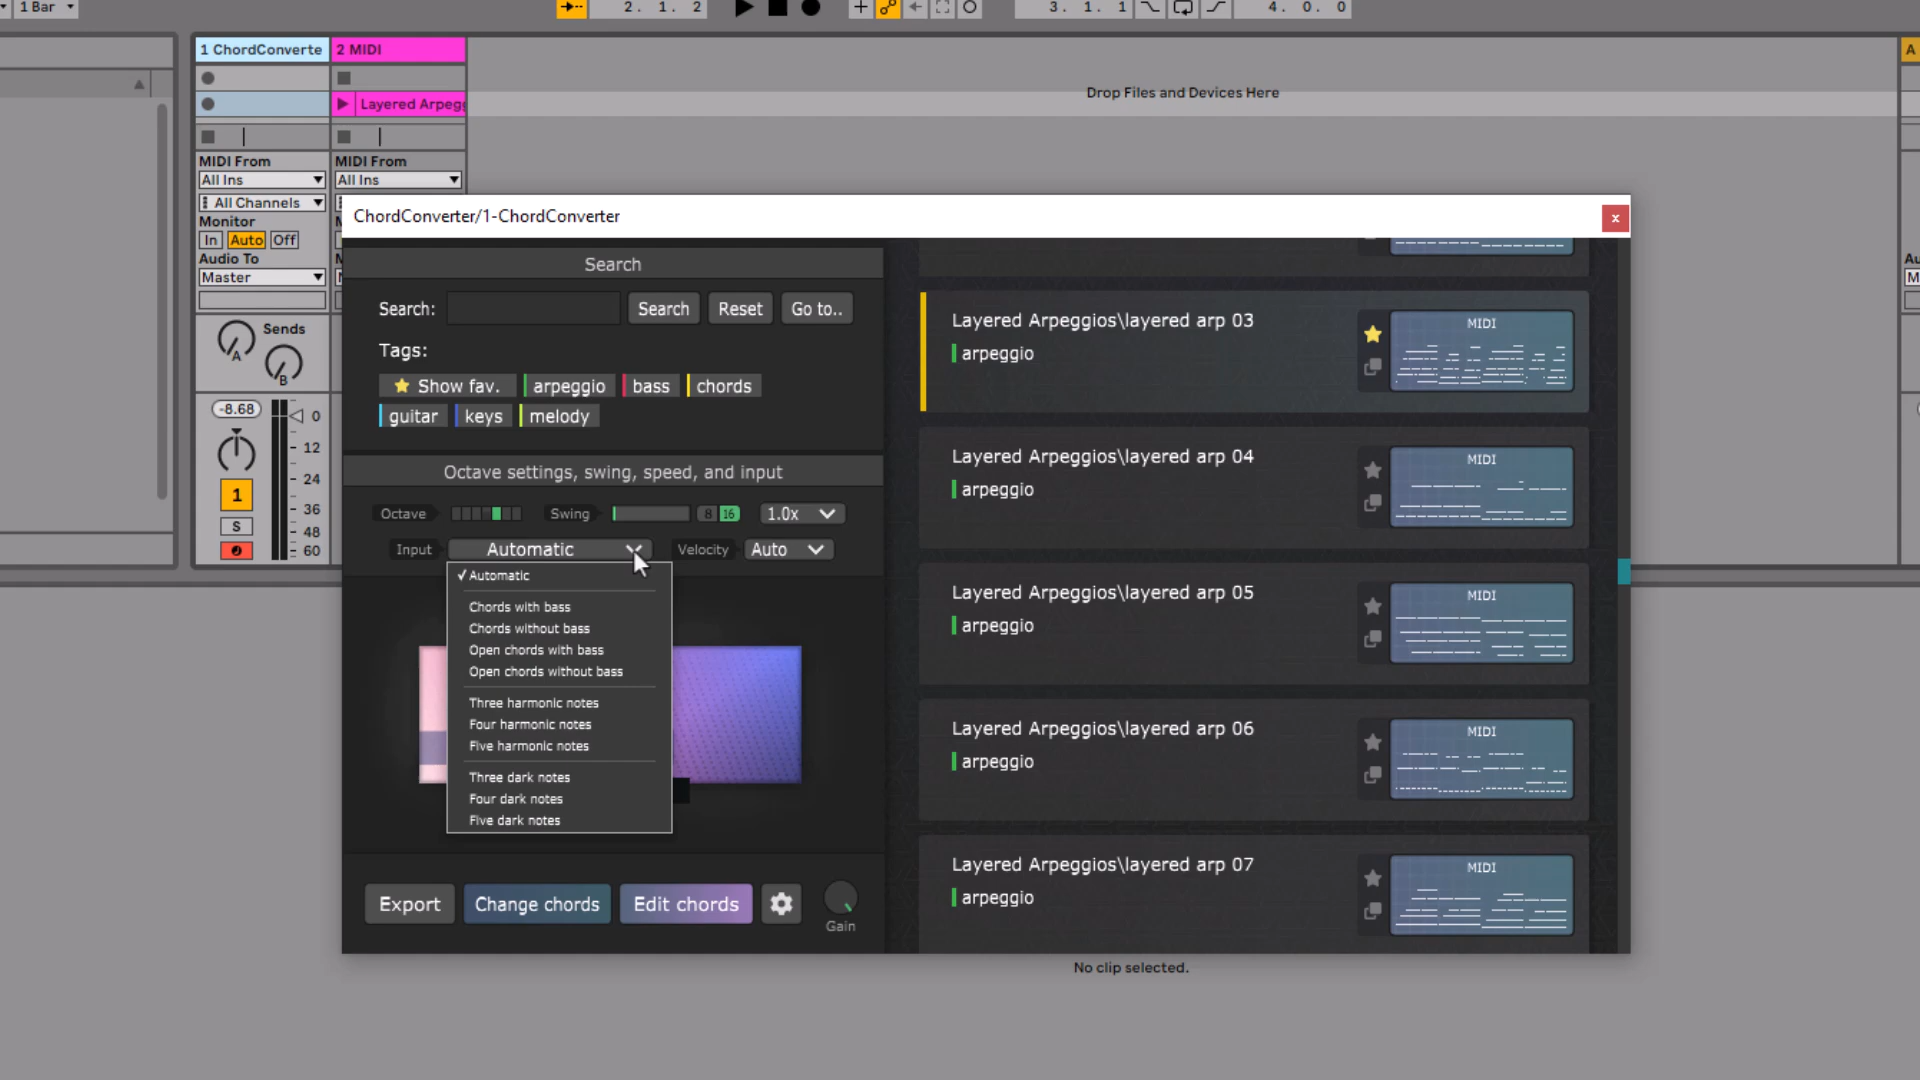 1 Bar
2. 1. 2
3. 1. 1
4. 0. 0
1 ChordConverte
2 MIDI
A
Drop Files and Devices Here
Layered Arpeg
MIDI From
MIDI From
All Ins
All Ins
All Channels
Monitor
In Auto Off
Audio To
Master
Sends
A
B
-8.68
0
12
24
36
48
60
1
S
ChordConverter/1-ChordConverter
x
Search
Search:
Search
Reset
Go to..
Tags:
Show fav.
arpeggio
bass
chords
guitar
keys
melody
Octave settings, swing, speed, and input
Octave
Swing
8
16
1.0x
Input
Automatic
Velocity
Auto
✓Automatic
Chords with bass
Chords without bass
Open chords with bass
Open chords without bass
Three harmonic notes
Four harmonic notes
Five harmonic notes
Three dark notes
Four dark notes
Five dark notes
Export
Change chords
Edit chords
Gain
Layered Arpeggios\layered arp 03
arpeggio
MIDI
Layered Arpeggios\layered arp 04
arpeggio
MIDI
Layered Arpeggios\layered arp 05
arpeggio
MIDI
Layered Arpeggios\layered arp 06
arpeggio
MIDI
Layered Arpeggios\layered arp 07
arpeggio
MIDI
Au
M
No clip selected.